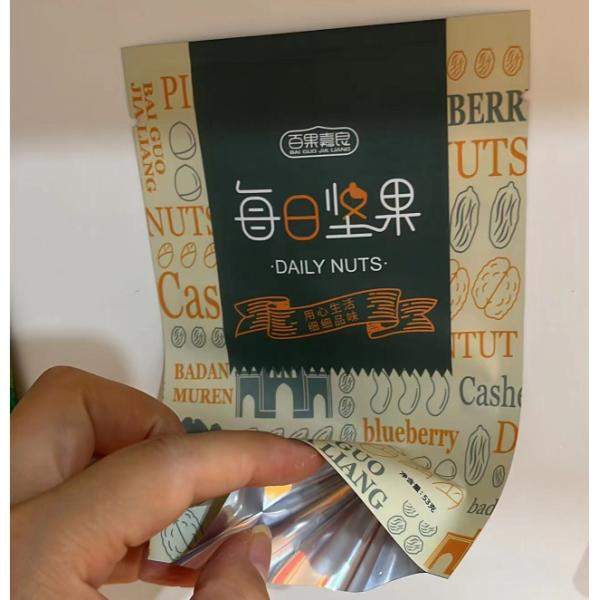 百果嘉良
BAI GUO JIA LIANG
每日坚果
·DAILY NUTS·
用心生活
细细品味
BAI GUO
JIA LIANG
PI
BERR
UTS
NUTS
Cas
NTUT
BADAN
MUREN
Cashe
blueberry
D
GUO
LIANG
净含量:53克
bad